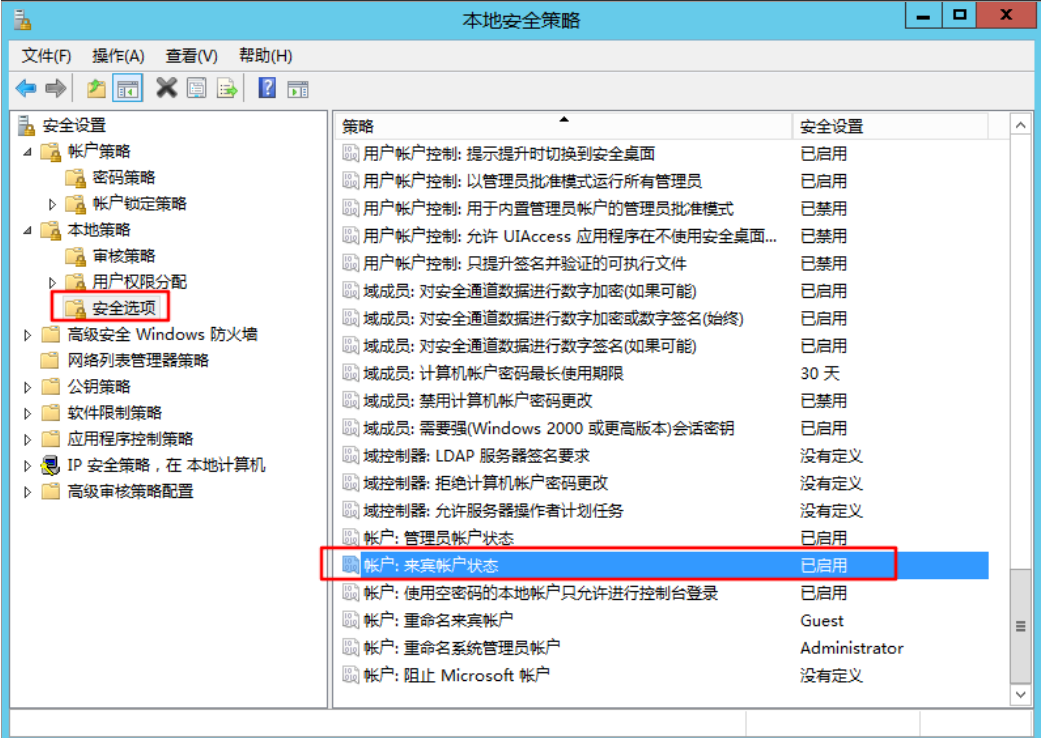 本地安全策略
文件(F) 操作(A) 查看(V) 帮助(H)
安全设置
帐户策略
密码策略
帐户锁定策略
本地策略
审核策略
用户权限分配
安全选项
高级安全 Windows 防火墙
网络列表管理器策略
公钥策略
软件限制策略
应用程序控制策略
IP 安全策略，在 本地计算机
高级审核策略配置
策略 安全设置
用户帐户控制: 提示提升时切换到安全桌面 已启用
用户帐户控制: 以管理员批准模式运行所有管理员 已启用
用户帐户控制: 用于内置管理员帐户的管理员批准模式 已禁用
用户帐户控制: 允许 UIAccess 应用程序在不使用安全桌面... 已禁用
用户帐户控制: 只提升签名并验证的可执行文件 已禁用
域成员: 对安全通道数据进行数字加密(如果可能) 已启用
域成员: 对安全通道数据进行数字加密或数字签名(始终) 已启用
域成员: 对安全通道数据进行数字签名(如果可能) 已启用
域成员: 计算机帐户密码最长使用期限 30 天
域成员: 禁用计算机帐户密码更改 已禁用
域成员: 需要强(Windows 2000 或更高版本)会话密钥 已启用
域控制器: LDAP 服务器签名要求 没有定义
域控制器: 拒绝计算机帐户密码更改 没有定义
域控制器: 允许服务器操作者计划任务 没有定义
帐户: 管理员帐户状态 已启用
帐户: 来宾帐户状态 已启用
帐户: 使用空密码的本地帐户只允许进行控制台登录 已启用
帐户: 重命名来宾帐户 Guest
帐户: 重命名系统管理员帐户 Administrator
帐户: 阻止 Microsoft 帐户 没有定义